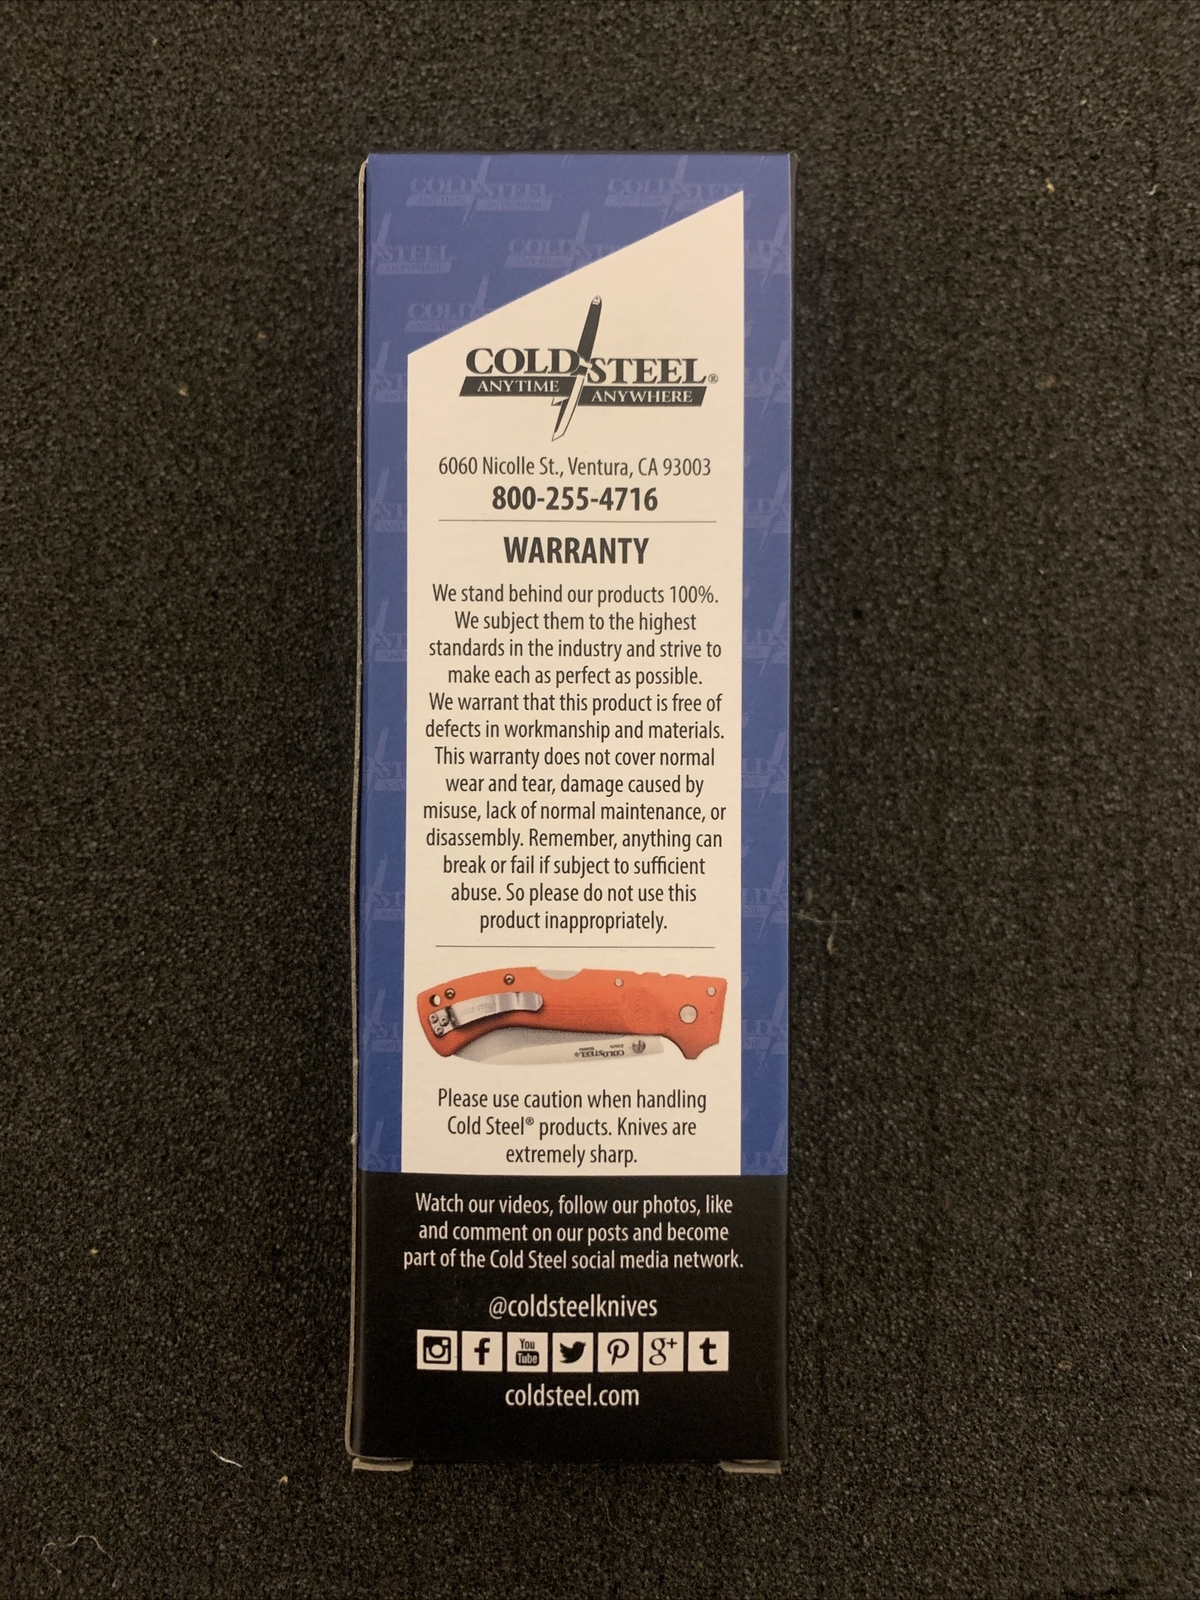 COLD STEEL®
ANYTIME ANYWHERE
6060 Nicolle St., Ventura, CA 93003
800-255-4716
WARRANTY
We stand behind our products 100%.
We subject them to the highest
standards in the industry and strive to
make each as perfect as possible.
We warrant that this product is free of
defects in workmanship and materials.
This warranty does not cover normal
wear and tear, damage caused by
misuse, lack of normal maintenance, or
disassembly. Remember, anything can
break or fail if subject to sufficient
abuse. So please do not use this
product inappropriately.
COLD STEEL®
Please use caution when handling
Cold Steel® products. Knives are
extremely sharp.
Watch our videos, follow our photos, like
and comment on our posts and become
part of the Cold Steel social media network.
@coldsteelknives
f You Tube g+ t
coldsteel.com